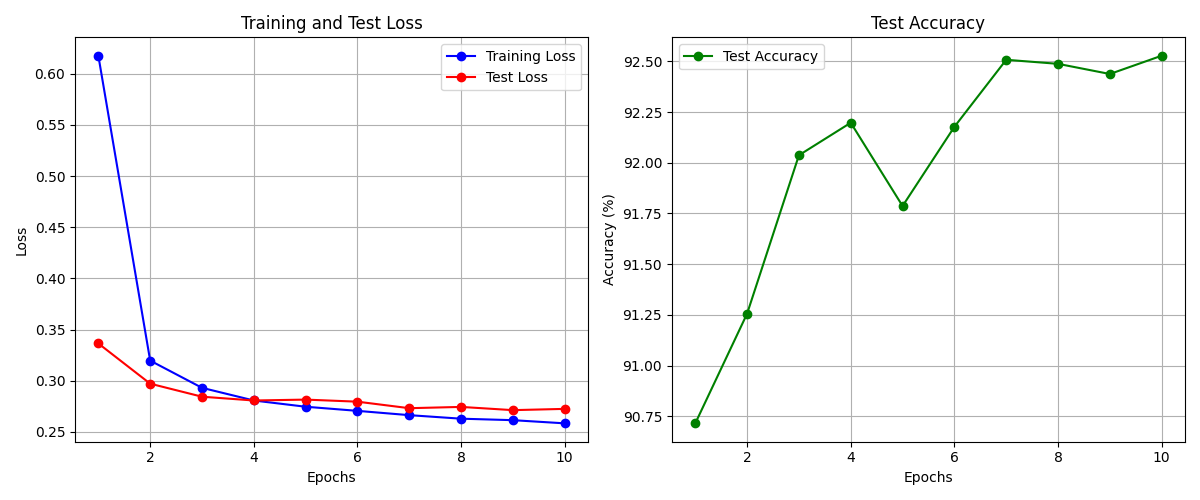 Training and Test Loss
Training Loss
Test Loss
0.60
0.55
0.50
0.45
0.40
0.35
0.30
0.25
Loss
2 4 6 8 10
Epochs
Test Accuracy
Test Accuracy
92.50
92.25
92.00
91.75
91.50
91.25
91.00
90.75
Accuracy (%)
2 4 6 8 10
Epochs